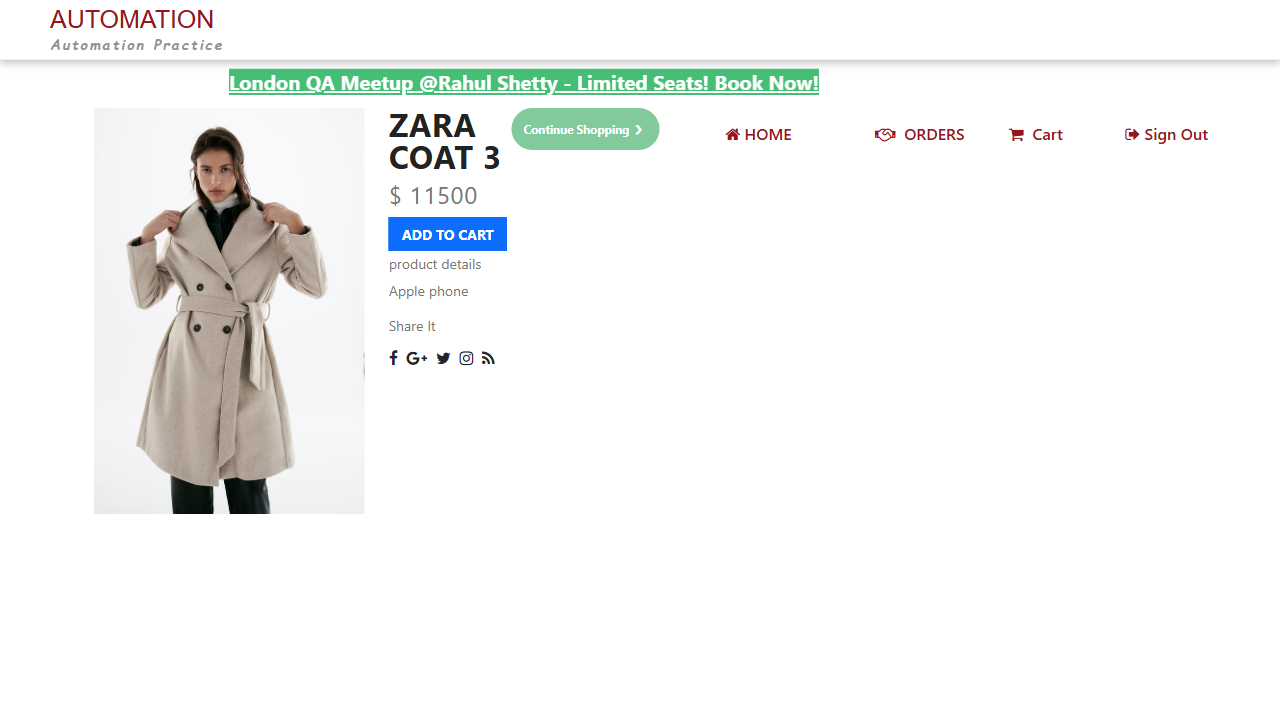 AUTOMATION
Automation Practice
London QA Meetup @Rahul Shetty - Limited Seats! Book Now!
ZARA
COAT 3
$ 11500
ADD TO CART
product details
Apple phone
Share It
Continue Shopping ❯
HOME
ORDERS
Cart
Sign Out